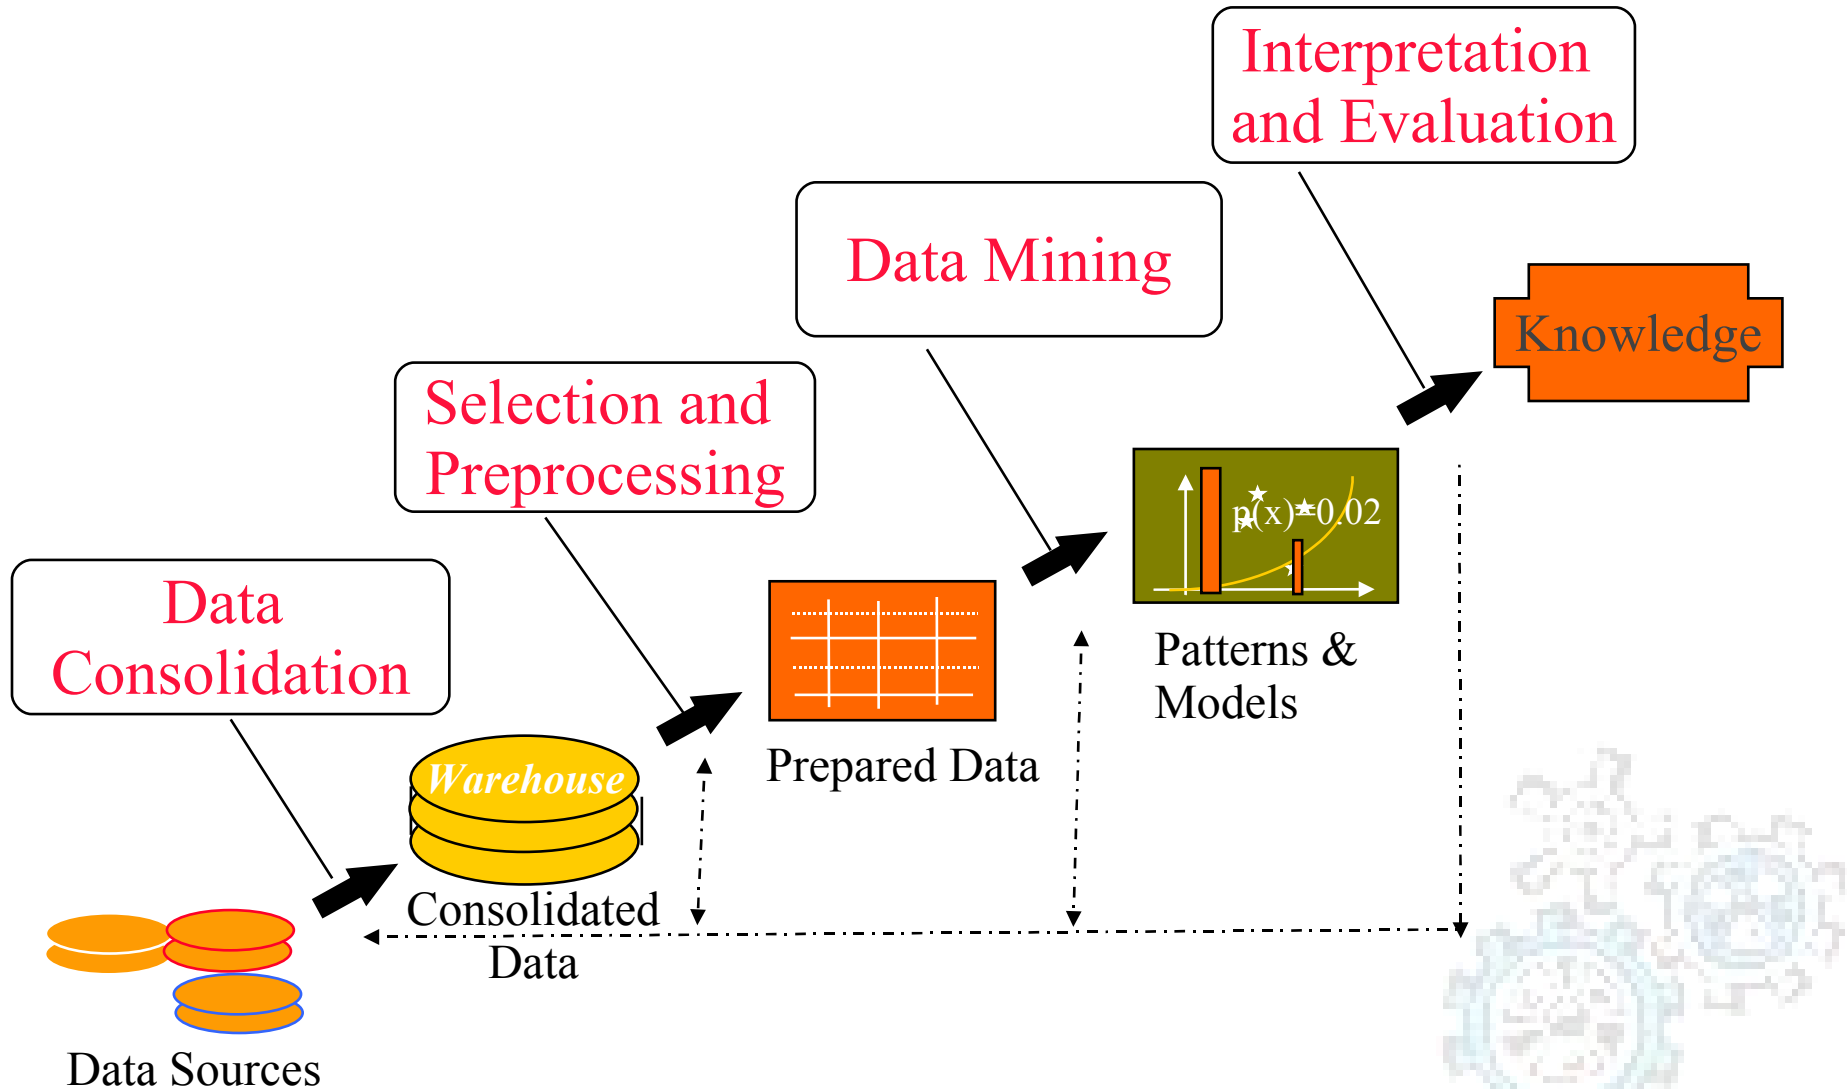 Interpretation
and Evaluation
Data Mining
Knowledge
Selection and
Preprocessing
p(x)=0.02
Data
Consolidation
Patterns &
Models
Warehouse
Prepared Data
Consolidated
Data
Data Sources